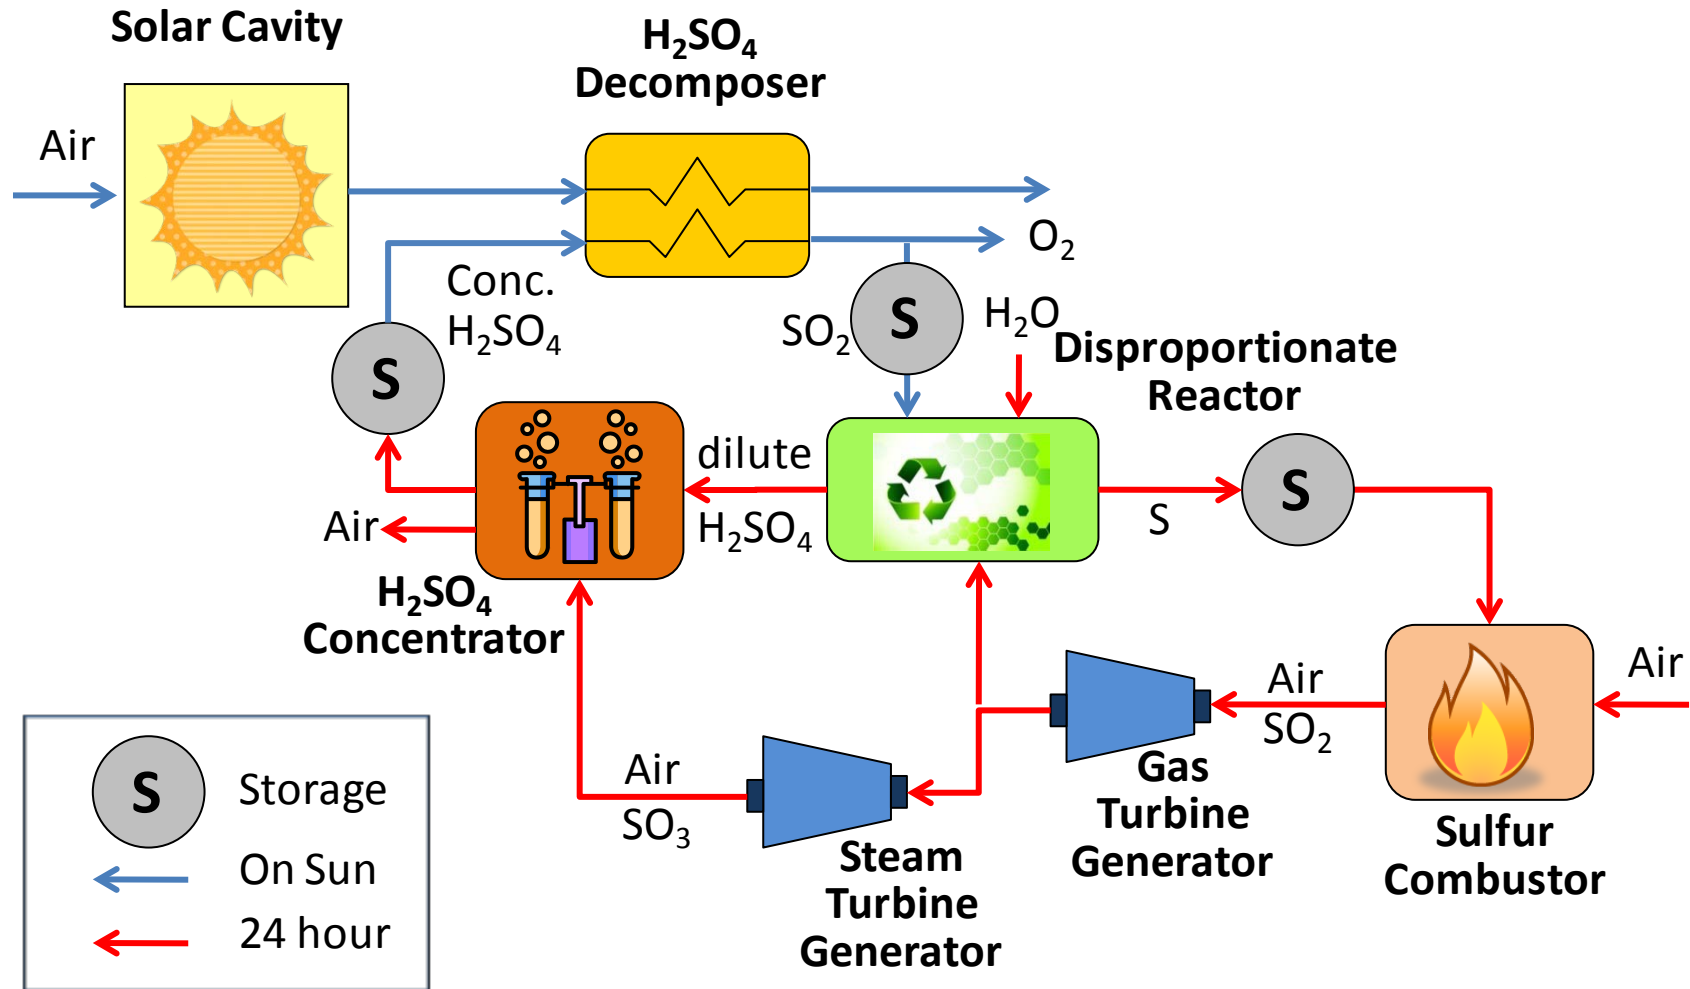 Solar Cavity
H₂SO₄
Decomposer
Air
O₂
Conc.
H₂SO₄
SO₂
S
H₂O
Disproportionate
Reactor
S
dilute
H₂SO₄
S
S
Air
H₂SO₄
Concentrator
Air
Air
SO₂
Gas
Turbine
Generator
Sulfur
Combustor
Air
SO₃
Steam
Turbine
Generator
S
Storage
On Sun
24 hour